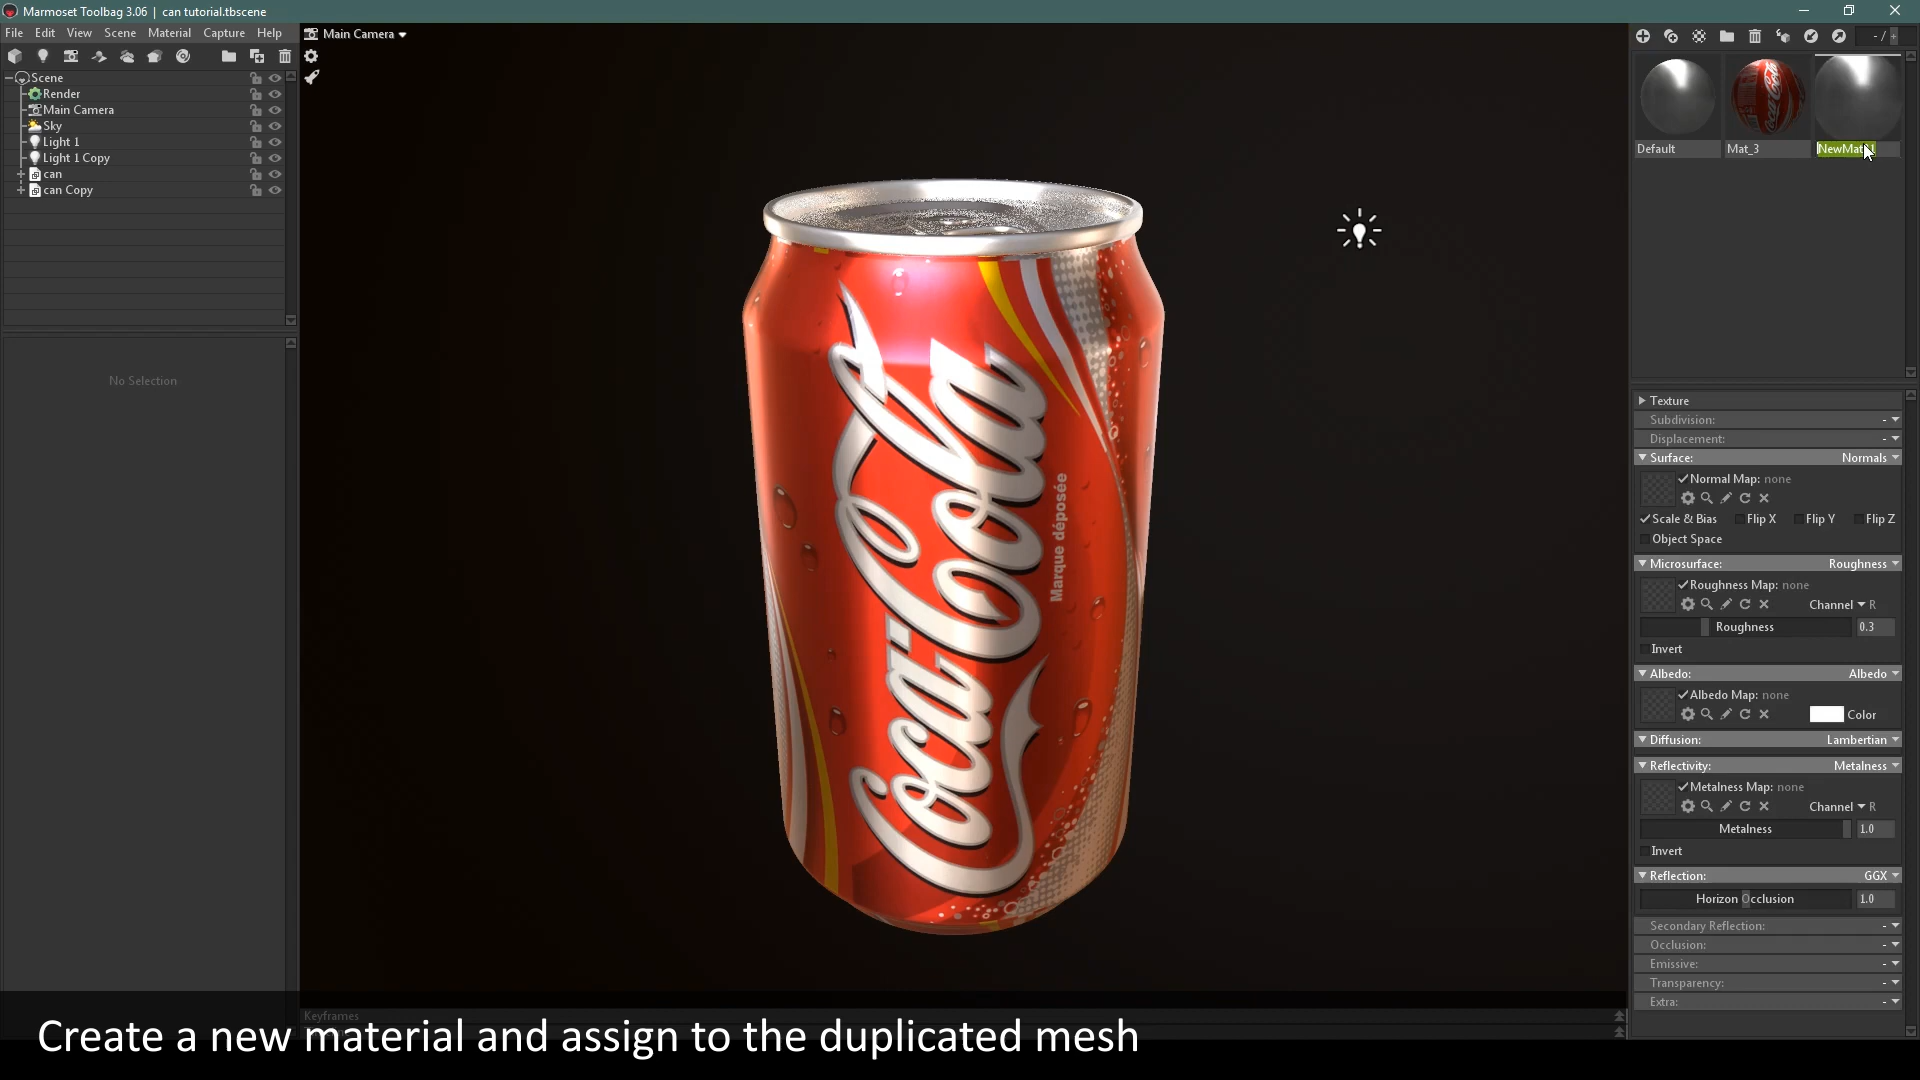 Marmoset Toolbag 3.06 | can tutorial.tbscene
File Edit View Scene Material Capture Help
Main Camera
- /
Scene
Render
Main Camera
Sky
Light 1
Light 1 Copy
can
can Copy
No Selection
Default
Mat_3
Coca-Cola
Marque déposée
Texture
Subdivision: -
Displacement: -
Surface: Normals
Normal Map: none
Scale & Bias Flip X Flip Y Flip Z
Object Space
Microsurface: Roughness
Roughness Map: none
Channel R
Roughness 0.3
Invert
Albedo: Albedo
Albedo Map: none
Color
Diffusion: Lambertian
Reflectivity: Metalness
Metalness Map: none
Channel R
Metalness 1.0
Invert
Reflection: GGX
Horizon Occlusion 1.0
Secondary Reflection: -
Occlusion: -
Emissive: -
Transparency: -
Extra: -
Keyframes
Create a new material and assign to the duplicated mesh